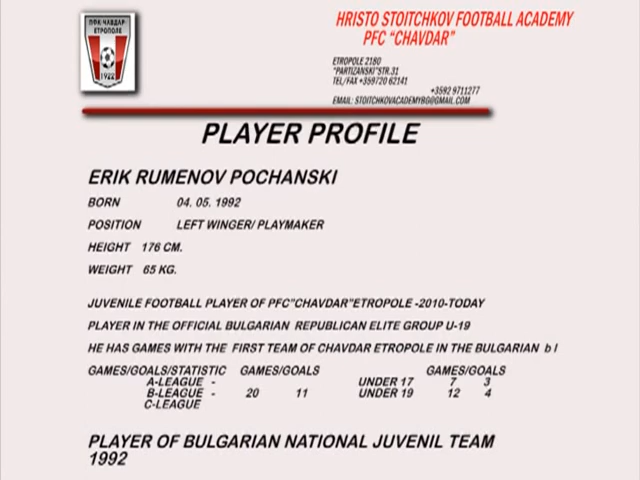 ПФК ЧАВДАР
ЕТРОПОЛЕ
1922
HRISTO STOITCHKOV FOOTBALL ACADEMY
PFC "CHAVDAR"
ETROPOLE 2180
"PARTIZANSKI"STR.31
TEL/FAX +359720 62141
+3592 9711277
EMAIL: STOITCHKOVACADEMYBG@GMAIL.COM
PLAYER PROFILE
ERIK RUMENOV POCHANSKI
BORN 04. 05. 1992
POSITION LEFT WINGER/ PLAYMAKER
HEIGHT 176 CM.
WEIGHT 65 KG.
JUVENILE FOOTBALL PLAYER OF PFC"CHAVDAR"ETROPOLE -2010-TODAY
PLAYER IN THE OFFICIAL BULGARIAN REPUBLICAN ELITE GROUP U-19
HE HAS GAMES WITH THE FIRST TEAM OF CHAVDAR ETROPOLE IN THE BULGARIAN b l
GAMES/GOALS/STATISTIC GAMES/GOALS GAMES/GOALS
A-LEAGUE - UNDER 17 7 3
B-LEAGUE - 20 11 UNDER 19 12 4
C-LEAGUE
PLAYER OF BULGARIAN NATIONAL JUVENIL TEAM
1992